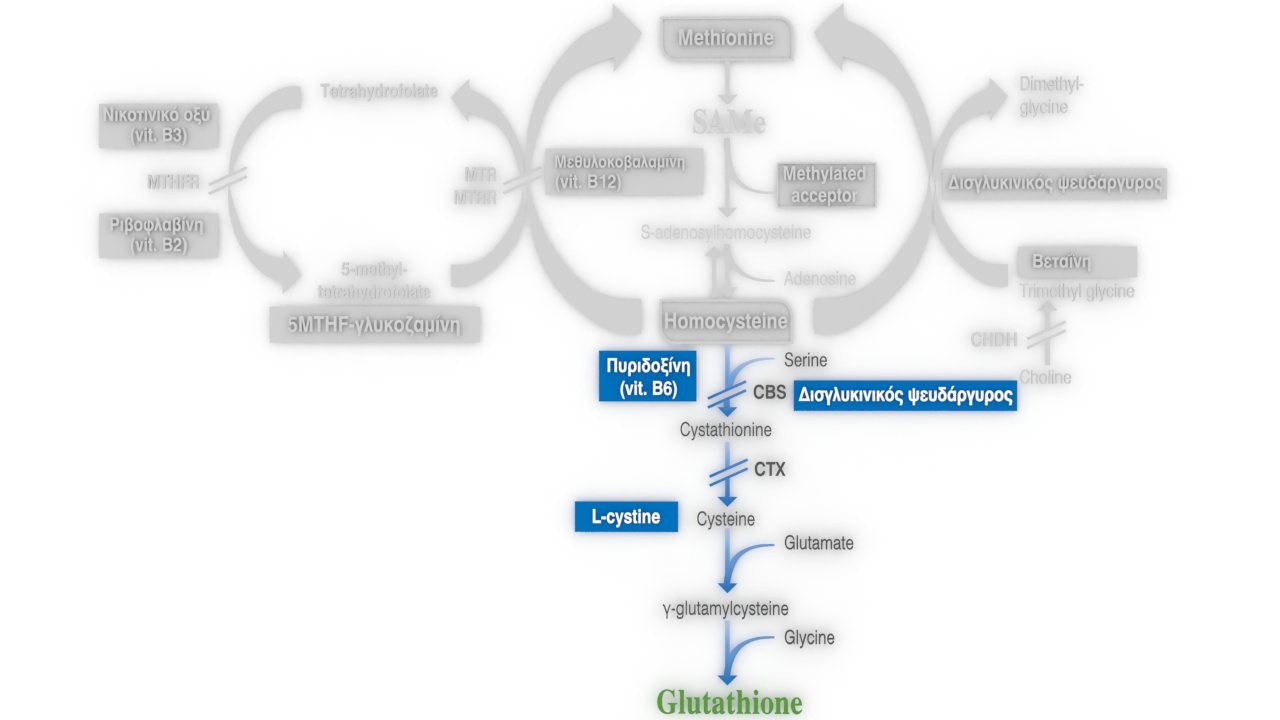 Methionine
Tetrahydrofolate
Dimethyl-
glycine
Νικοτινικό οξύ
(vit. B3)
SAMe
MTHFR
MTR
MTRR
Μεθυλοκοβαλαμίνη
(vit. B12)
Methylated
acceptor
Δισγλυκινικός ψευδάργυρος
Ριβοφλαβίνη
(vit. B2)
S-adenosylhomocysteine
5-methyl-
tetrahydrofolate
Adenosine
Βεταΐνη
Trimethyl glycine
5MTHF-γλυκοζαμίνη
Homocysteine
CHDH
Choline
Πυριδοξίνη
(vit. B6)
Serine
CBS
Δισγλυκινικός ψευδάργυρος
Cystathionine
CTX
L-cystine
Cysteine
Glutamate
γ-glutamylcysteine
Glycine
Glutathione